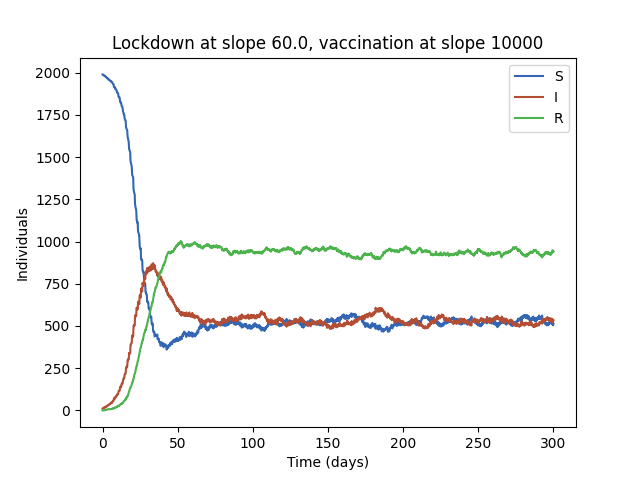 Lockdown at slope 60.0, vaccination at slope 10000
S
I
R
2000
1750
1500
1250
1000
750
500
250
0
Individuals
0 50 100 150 200 250 300
Time (days)